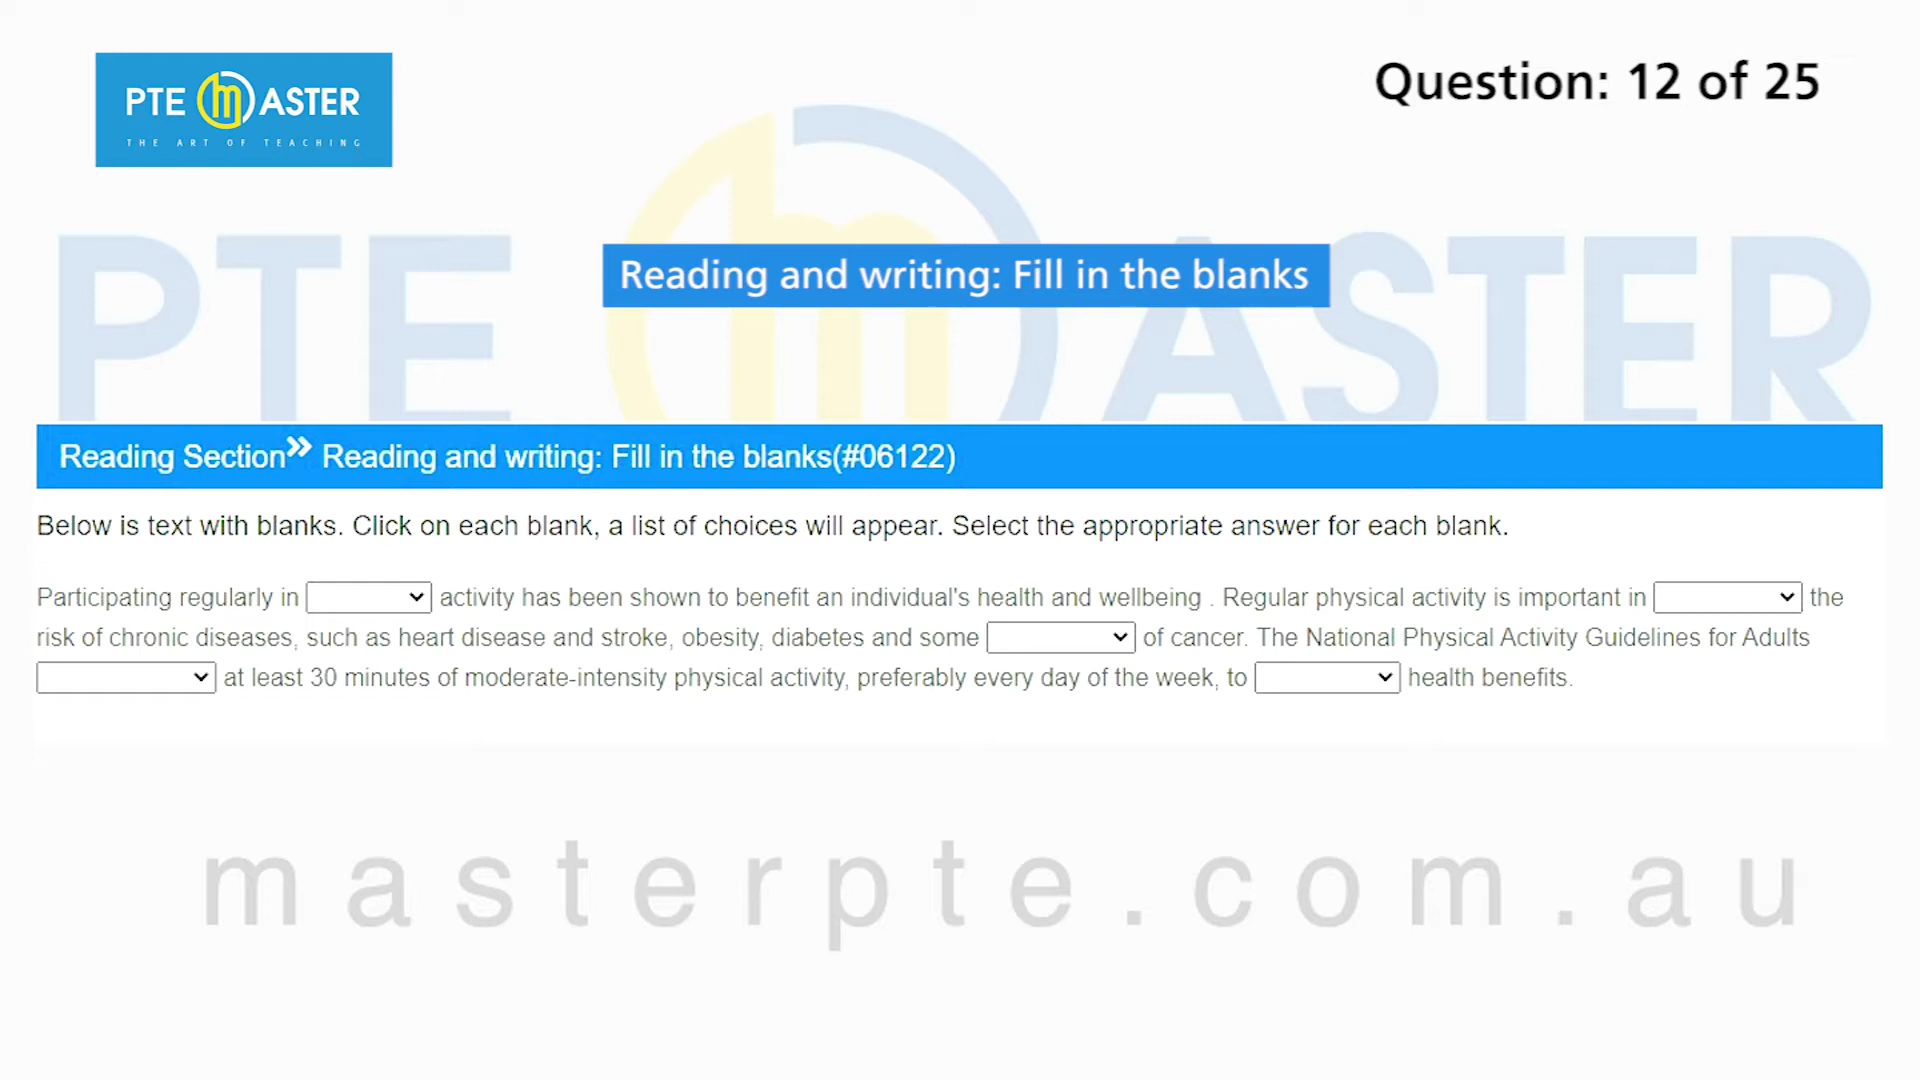 PTE mASTER
THE ART OF TEACHING
Question: 12 of 25
PTE mASTER
Reading and writing: Fill in the blanks
Reading Section» Reading and writing: Fill in the blanks(#06122)
Below is text with blanks. Click on each blank, a list of choices will appear. Select the appropriate answer for each blank.
Participating regularly in activity has been shown to benefit an individual's health and wellbeing . Regular physical activity is important in the
risk of chronic diseases, such as heart disease and stroke, obesity, diabetes and some of cancer. The National Physical Activity Guidelines for Adults
at least 30 minutes of moderate-intensity physical activity, preferably every day of the week, to health benefits.
masterpte.com.au